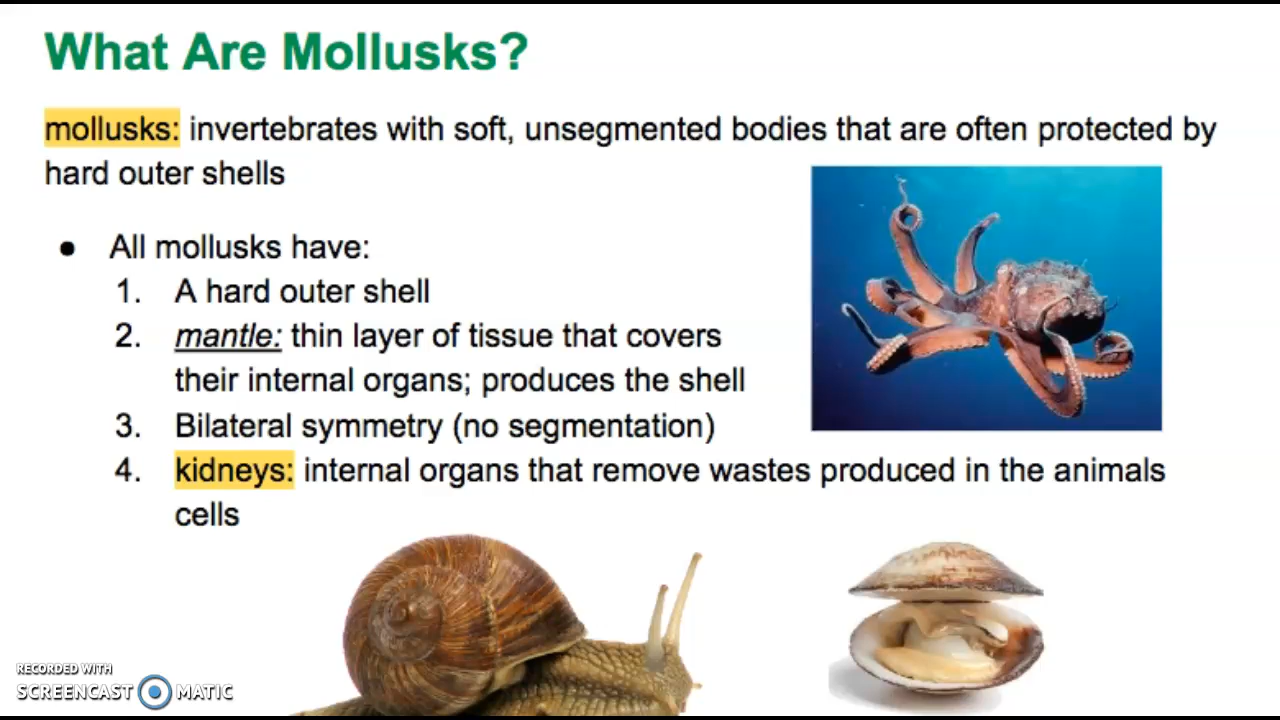 What Are Mollusks?
mollusks: invertebrates with soft, unsegmented bodies that are often protected by
hard outer shells
● All mollusks have:
1. A hard outer shell
2. mantle: thin layer of tissue that covers
their internal organs; produces the shell
3. Bilateral symmetry (no segmentation)
4. kidneys: internal organs that remove wastes produced in the animals
cells
RECORDED WITH
SCREENCAST MATIC